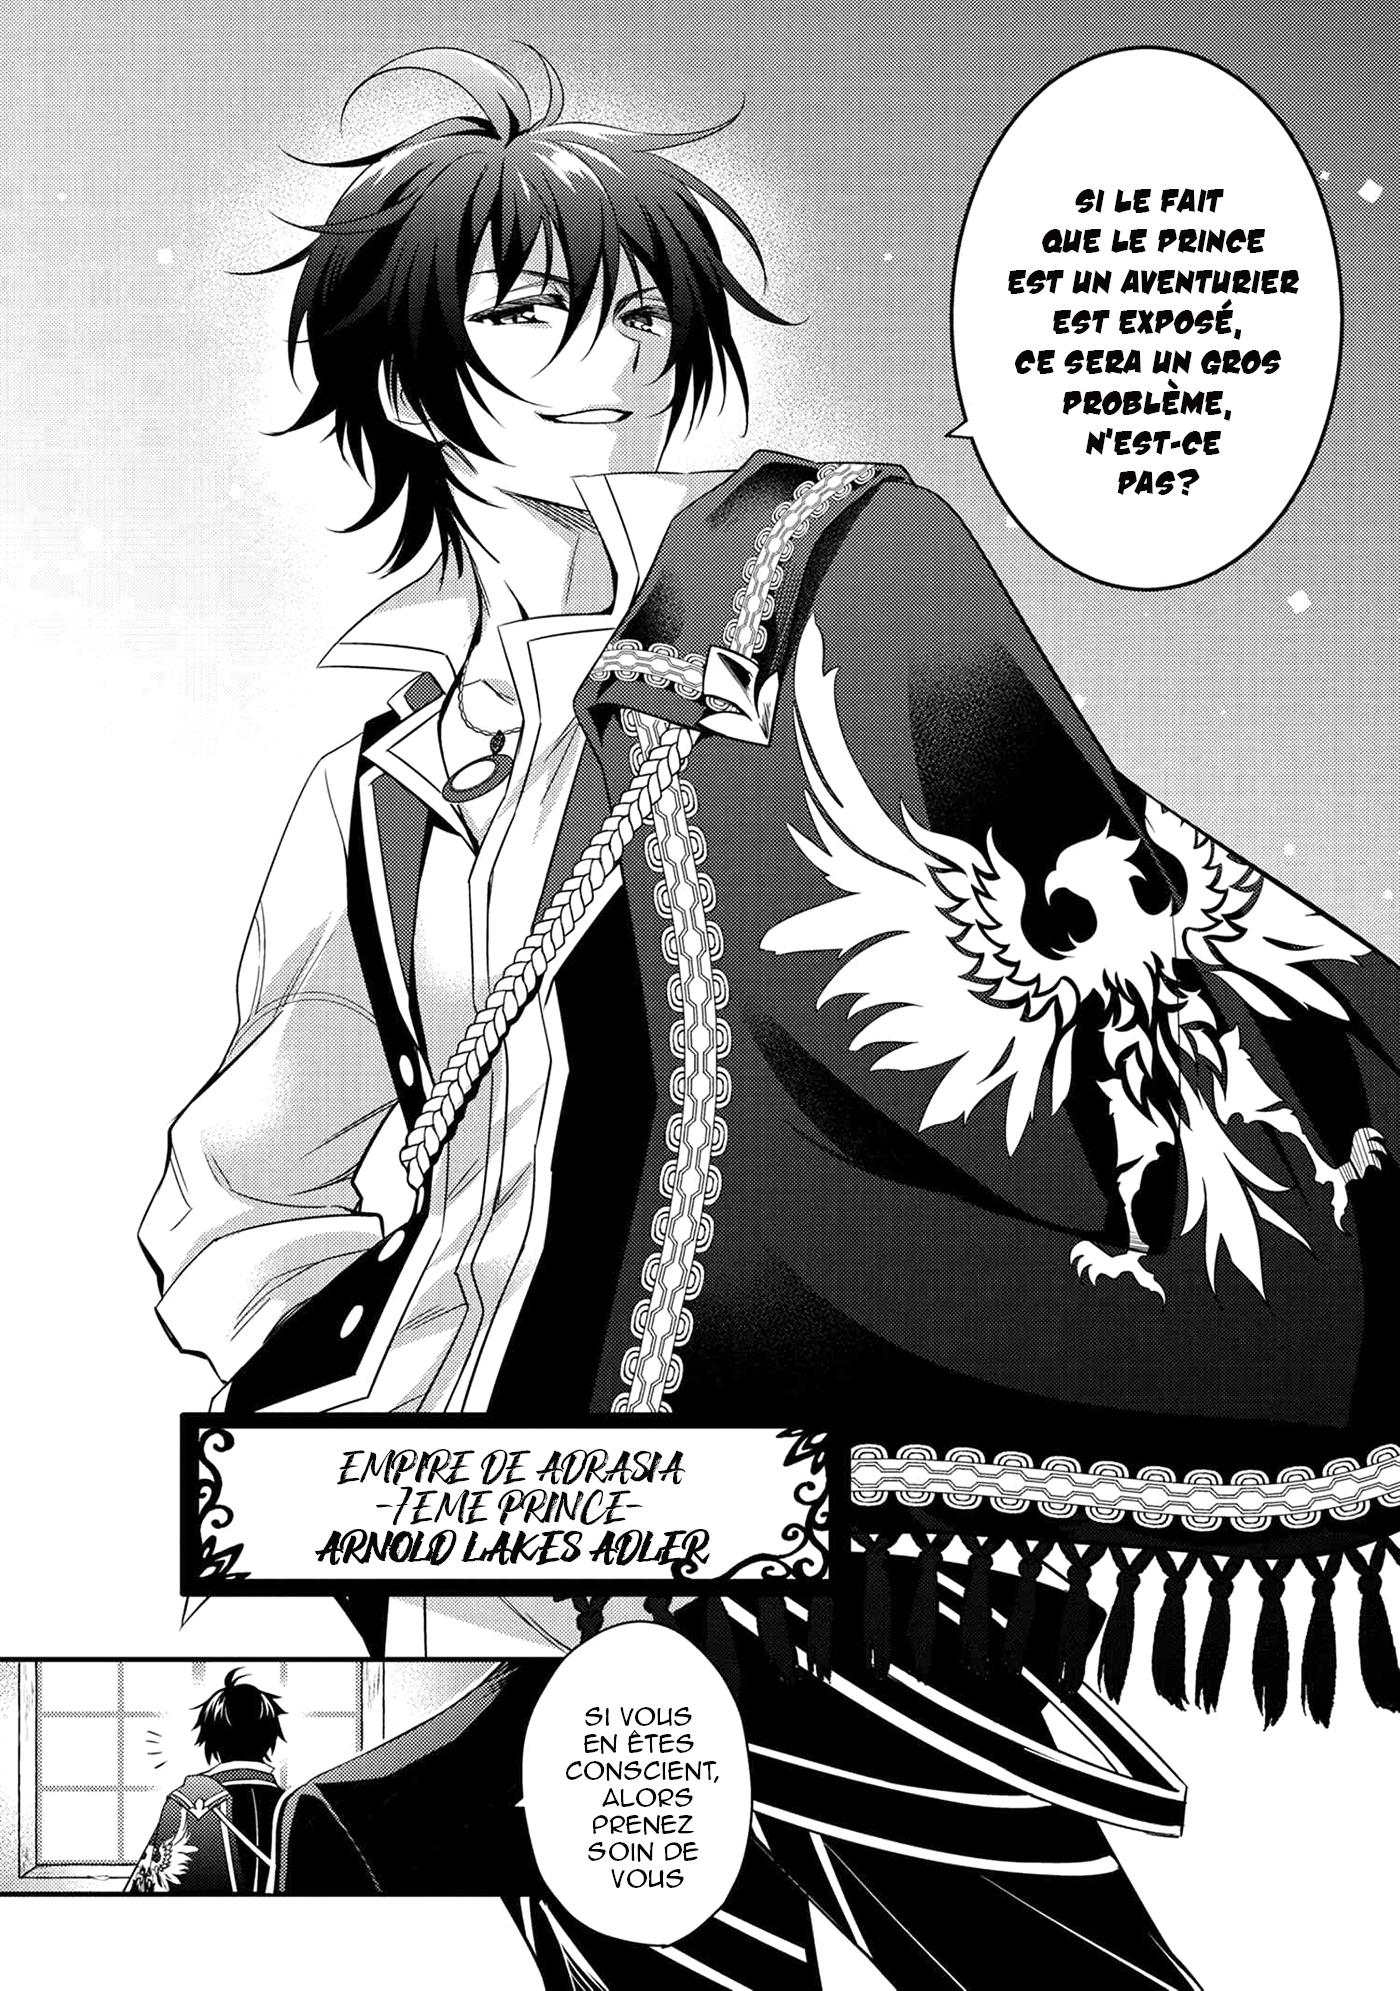 SI LE FAIT
QUE LE PRINCE
EST UN AVENTURIER
EST EXPOSÉ,
CE SERA UN GROS
PROBLÈME,
N'EST-CE
PAS?
EMPIRE DE ADRASIA
-7EME PRINCE-
ARNOLD LAKES ADLER
SI VOUS
EN ÊTES
CONSCIENT,
ALORS
PRENEZ
SOIN DE
VOUS